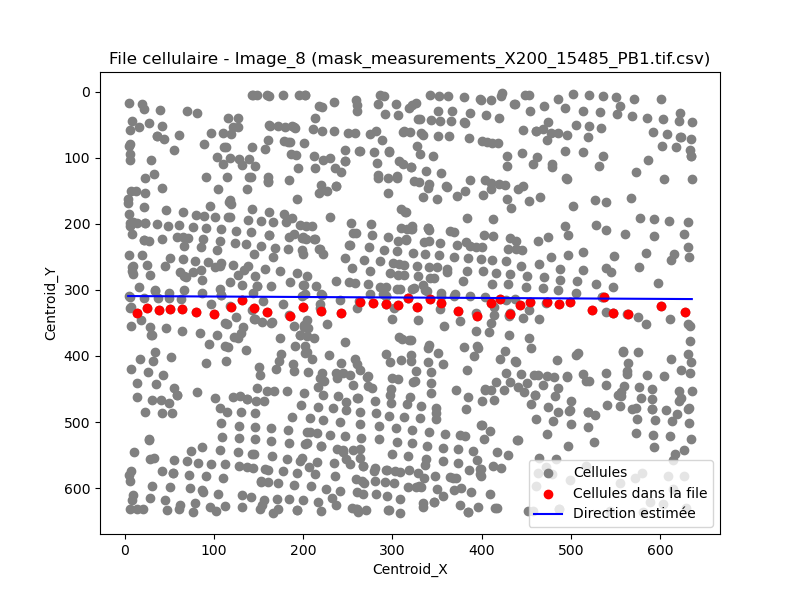 File cellulaire - Image_8 (mask_measurements_X200_15485_PB1.tif.csv)
0
100
200
300
400
500
600
Centroid_Y
Cellules
Cellules dans la file
Direction estimée
0 100 200 300 400 500 600
Centroid_X